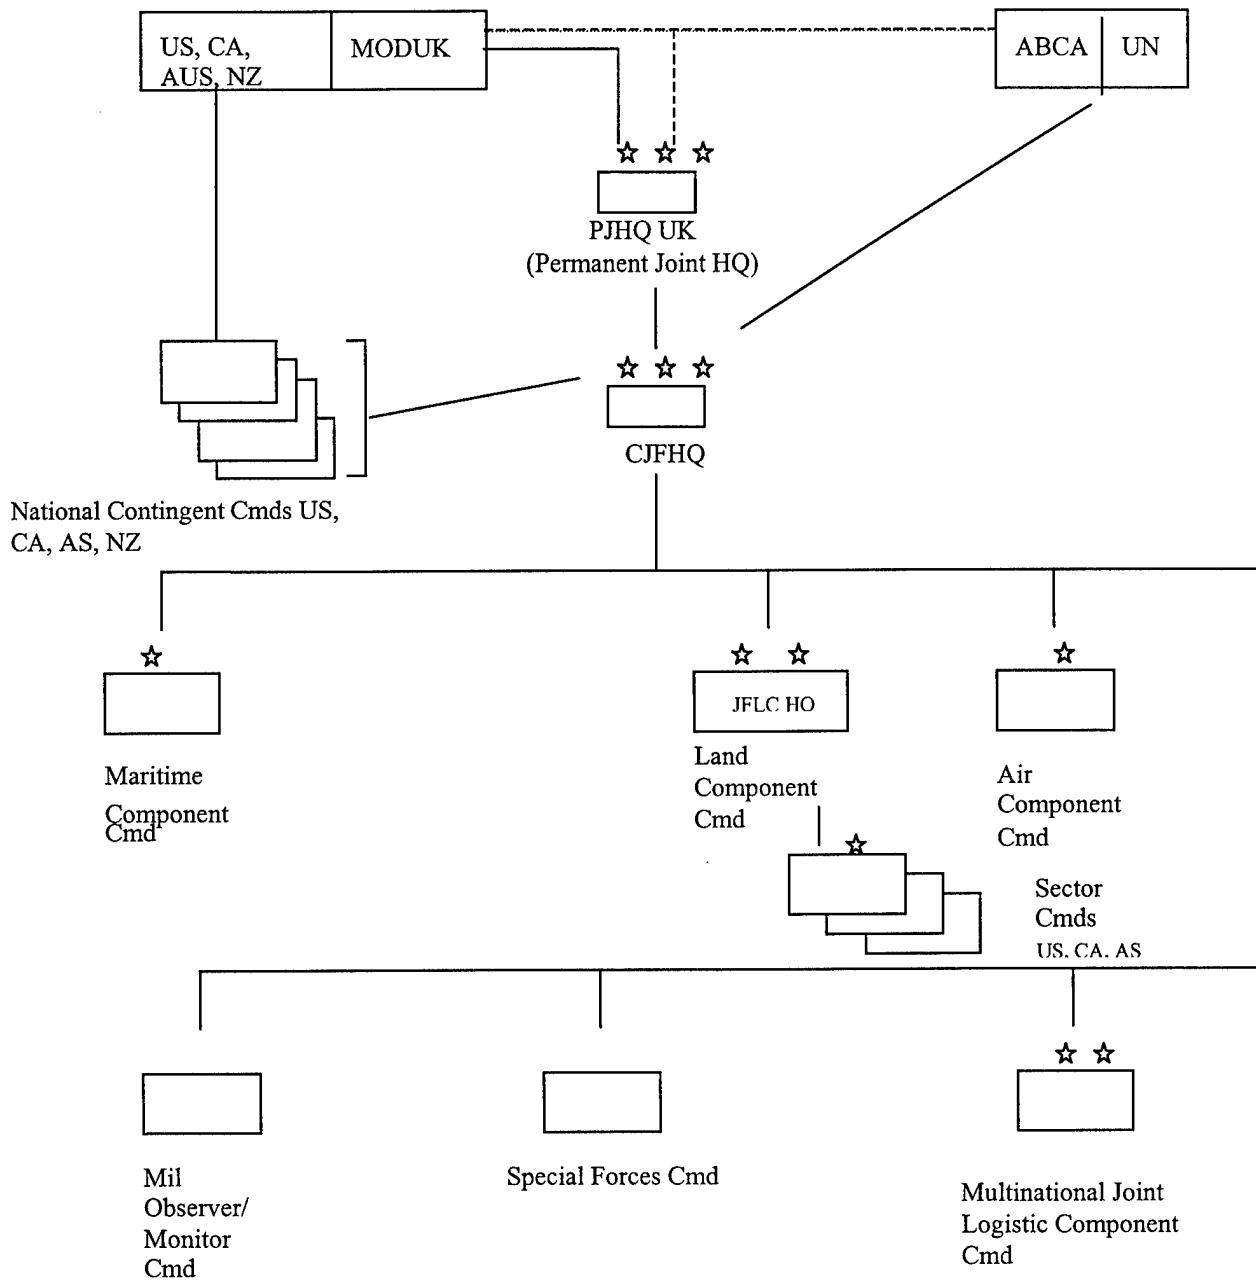 US, CA,
AUS, NZ
MODUK
ABCA
UN
PJHQ UK
(Permanent Joint HQ)
CJFHQ
National Contingent Cmds US,
CA, AS, NZ
JFLC HQ
Maritime
Component
Cmd
Land
Component
Cmd
Air
Component
Cmd
Sector
Cmds
US, CA, AS
Mil
Observer/
Monitor
Cmd
Special Forces Cmd
Multinational Joint
Logistic Component
Cmd